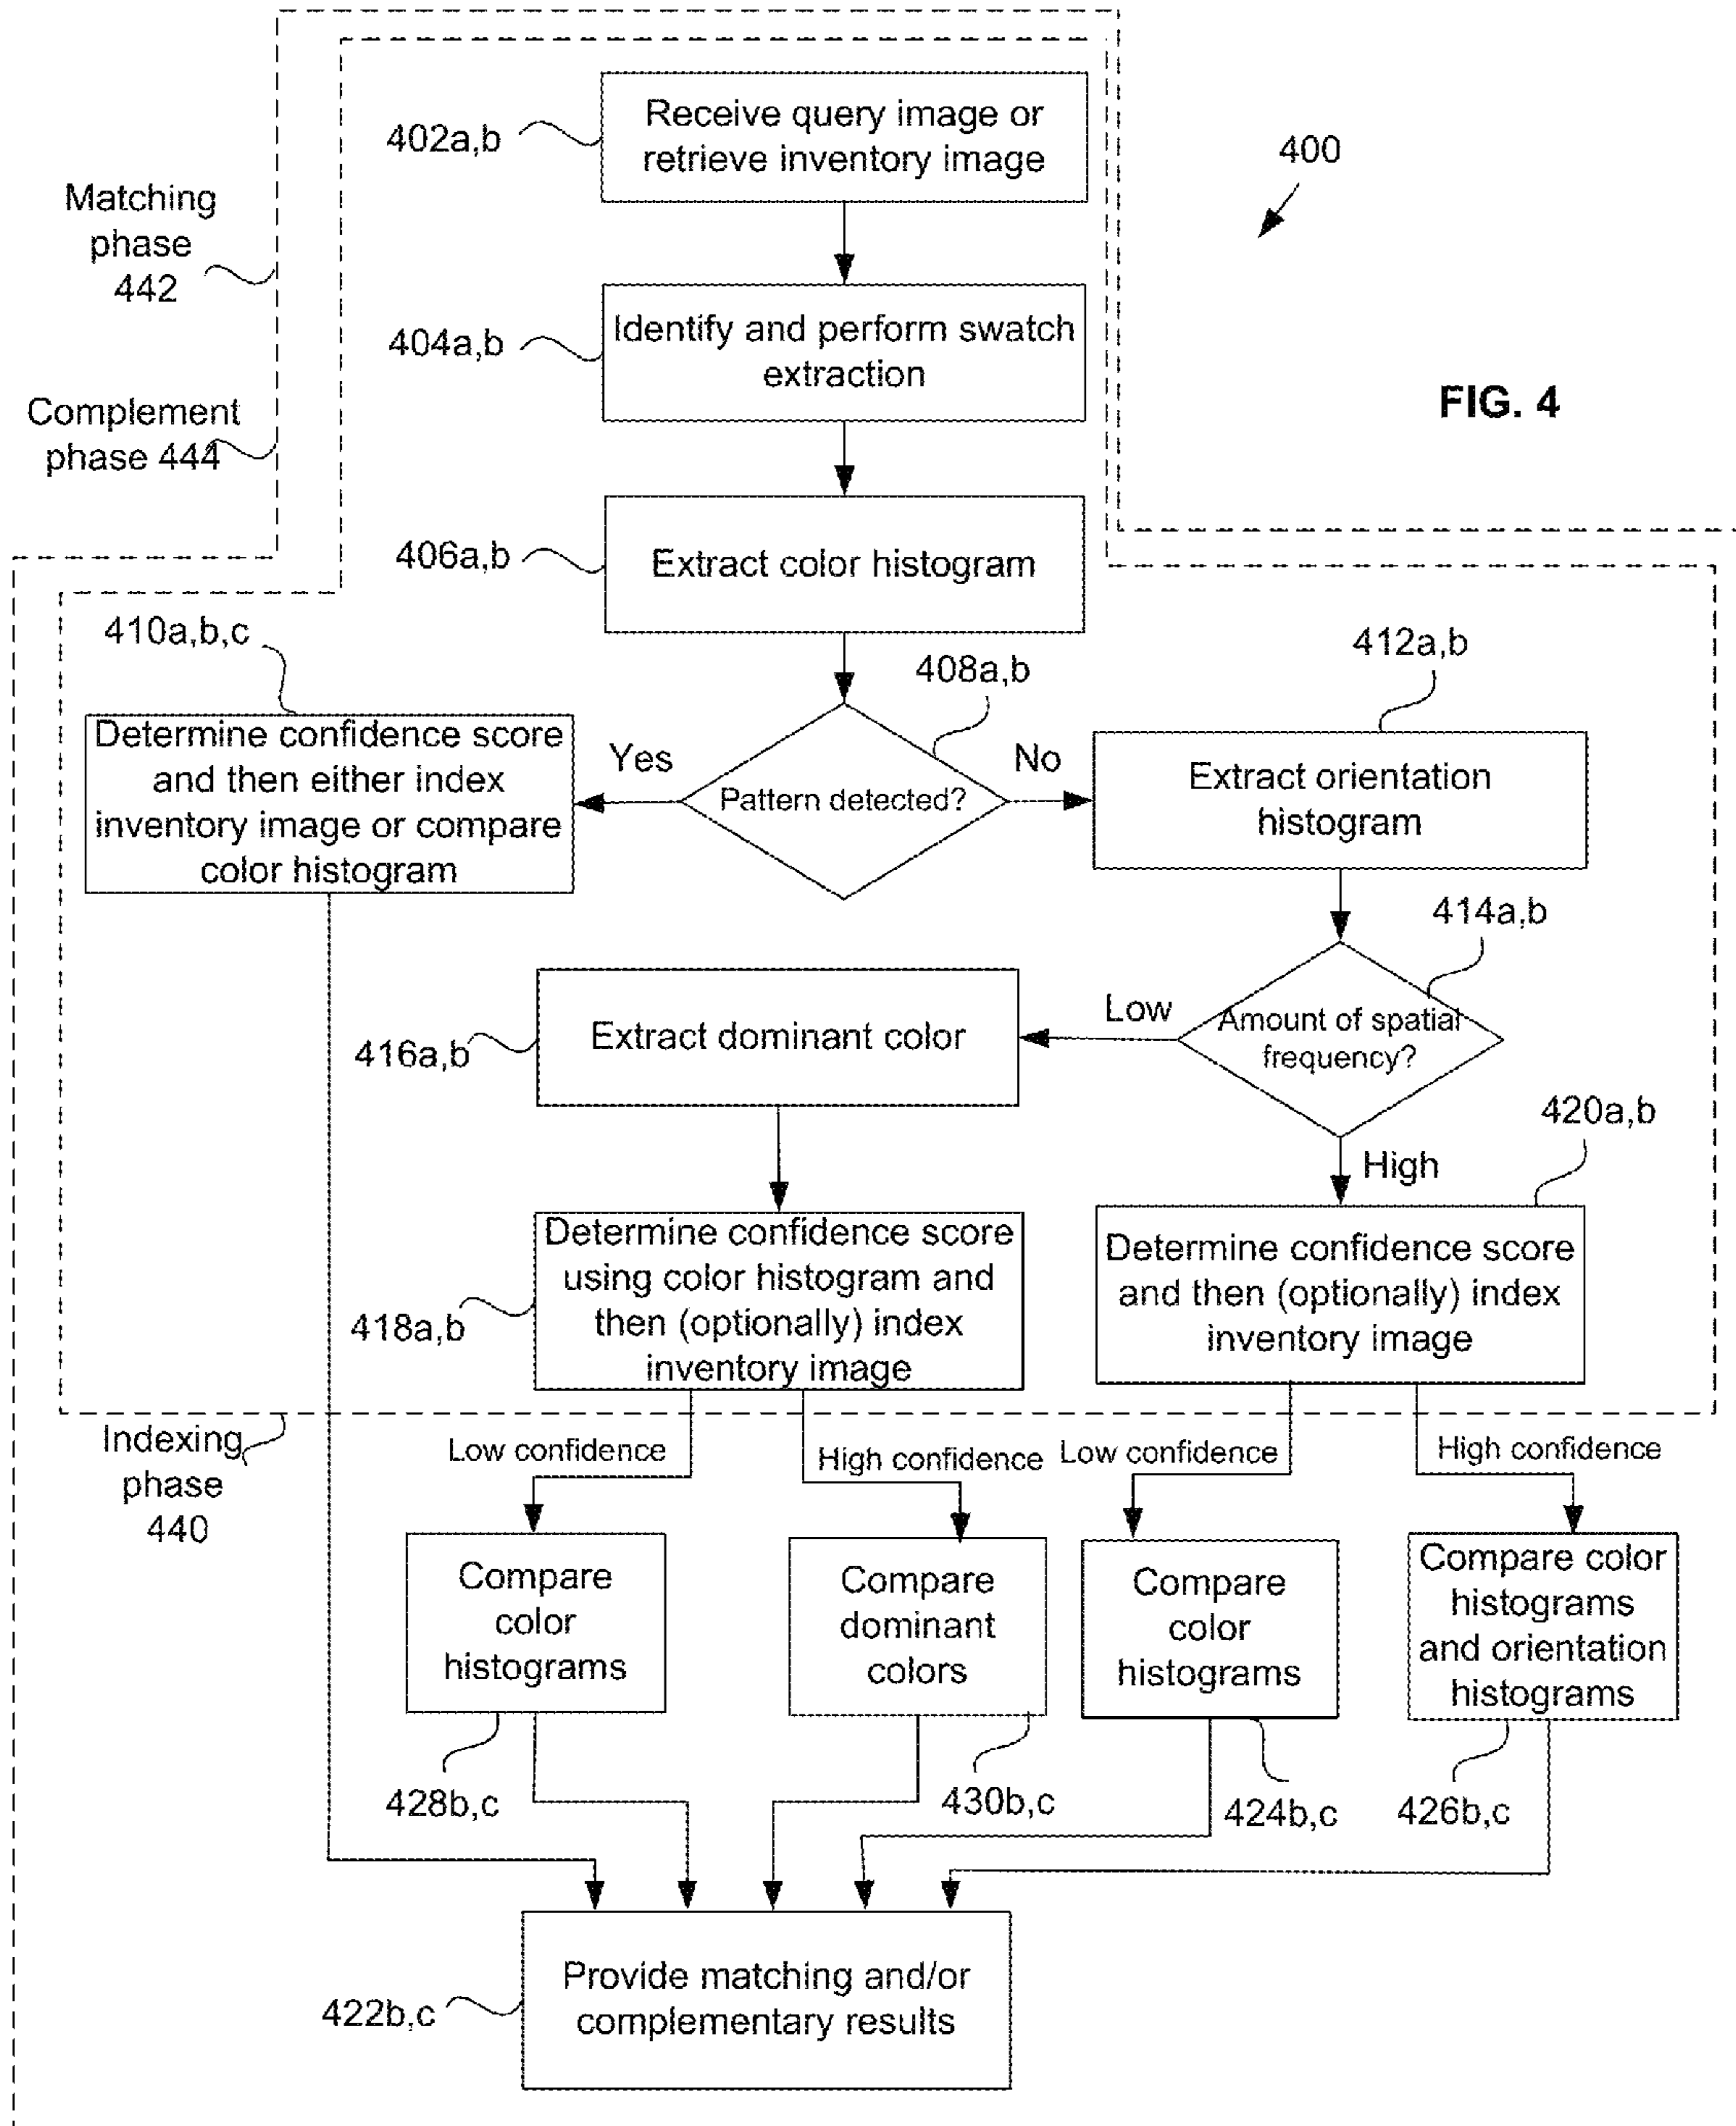 Receive query image or
retrieve inventory image
402a,b
400
Matching
phase
442
Identify and perform swatch
extraction
404a,b
FIG. 4
Complement
phase 444
Extract color histogram
406a,b
410a,b,c
408a,b
412a,b
Determine confidence score
and then either index
inventory image or compare
color histogram
Yes
Pattern detected?
No
Extract orientation
histogram
414a,b
Extract dominant color
416a,b
Low
Amount of spatial
frequency?
420a,b
High
Determine confidence score
using color histogram and
then (optionally) index
inventory image
418a,b
Determine confidence score
and then (optionally) index
inventory image
Indexing
phase
440
Low confidence
High confidence
Low confidence
High confidence
Compare
color
histograms
Compare
dominant
colors
Compare
color
histograms
Compare color
histograms
and orientation
histograms
428b,c
430b,c
424b,c
426b,c
Provide matching and/or
complementary results
422b,c